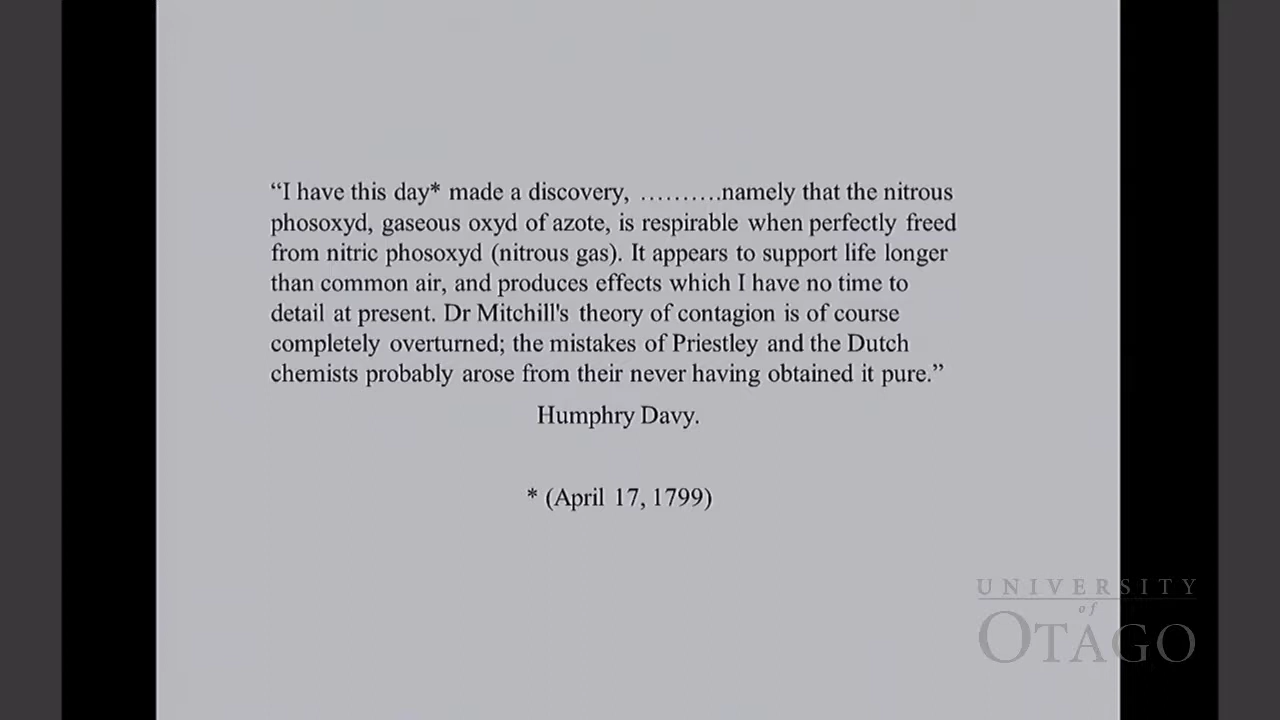 “I have this day* made a discovery, ..........namely that the nitrous
phosoxyd, gaseous oxyd of azote, is respirable when perfectly freed
from nitric phosoxyd (nitrous gas). It appears to support life longer
than common air, and produces effects which I have no time to
detail at present. Dr Mitchill's theory of contagion is of course
completely overturned; the mistakes of Priestley and the Dutch
chemists probably arose from their never having obtained it pure.”
Humphry Davy.
* (April 17, 1799)
UNIVERSITY
of
OTAGO